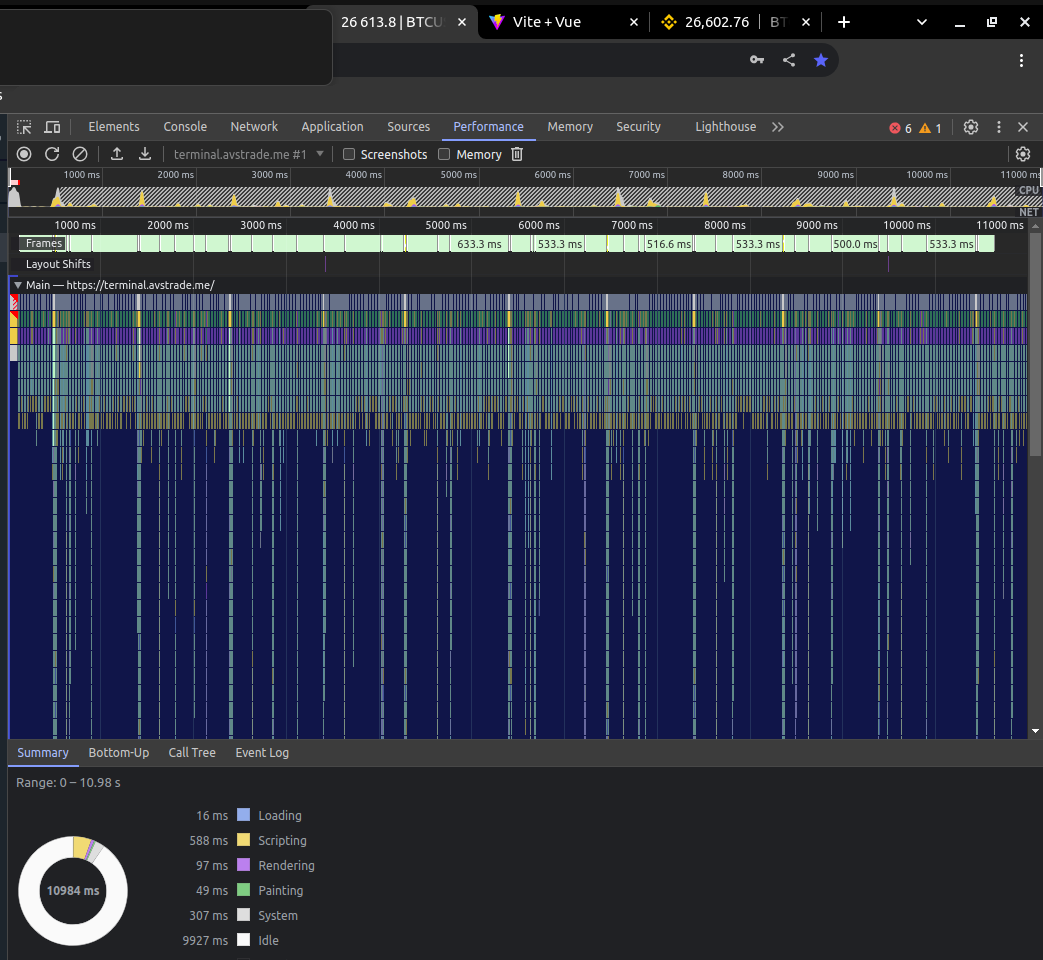 26 613.8 | BTCU
Vite + Vue
26,602.76 | BT
s
Elements Console Network Application Sources Performance Memory Security Lighthouse
6 1
terminal.avstrade.me #1 Screenshots Memory
1000 ms 2000 ms 3000 ms 4000 ms 5000 ms 6000 ms 7000 ms 8000 ms 9000 ms 10000 ms 11000 ms
CPU
NET
1000 ms 2000 ms 3000 ms 4000 ms 5000 ms 6000 ms 7000 ms 8000 ms 9000 ms 10000 ms 11000 ms
Frames 633.3 ms 533.3 ms 516.6 ms 533.3 ms 500.0 ms 533.3 ms
Layout Shifts
Main — https://terminal.avstrade.me/
Summary Bottom-Up Call Tree Event Log
Range: 0 – 10.98 s
16 ms Loading
588 ms Scripting
97 ms Rendering
10984 ms
49 ms Painting
307 ms System
9927 ms Idle